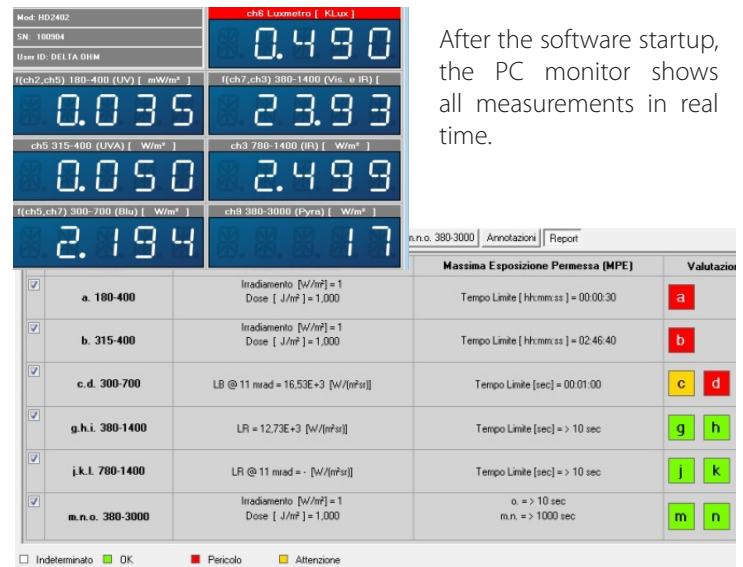 Mod: HD2402
SN: 100904
User ID: DELTA OHM
ch6 Luxmetro [ KLux ]
0.490
f(ch2,ch5) 180-400 (UV) [ mW/m² ]
0.035
f(ch7,ch3) 380-1400 (Vis. e IR) [
23.93
ch5 315-400 (UVA) [ W/m² ]
0.050
ch3 780-1400 (IR) [ W/m² ]
2.499
f(ch5,ch7) 300-700 (Blu) [ W/m² ]
2.194
ch9 380-3000 (Pyra) [ W/m² ]
17
After the software startup,
the PC monitor shows
all measurements in real
time.
m.n.o. 380-3000 Annotazioni Report
Massima Esposizione Permessa (MPE) Valutazion
a. 180-400
Irradiamento [W/m²] = 1
Dose [ J/m² ] = 1,000
Tempo Limite [ hh:mm:ss ] = 00:00:30
a
b. 315-400
Irradiamento [W/m²] = 1
Dose [ J/m² ] = 1,000
Tempo Limite [ hh:mm:ss ] = 02:46:40
b
c.d. 300-700
LB @ 11 mrad = 16,53E+3 [W/(m²sr)]
Tempo Limite [sec] = 00:01:00
c d
g.h.i. 380-1400
LR = 12,73E+3 [W/(m²sr)]
Tempo Limite [sec] = > 10 sec
g h
j.k.l. 780-1400
LR @ 11 mrad = - [W/(m²sr)]
Tempo Limite [sec] = > 10 sec
j k
m.n.o. 380-3000
Irradiamento [W/m²] = 1
Dose [ J/m² ] = 1,000
o. = > 10 sec
m.n. = > 1000 sec
m n
Indeterminato OK Pericolo Attenzione